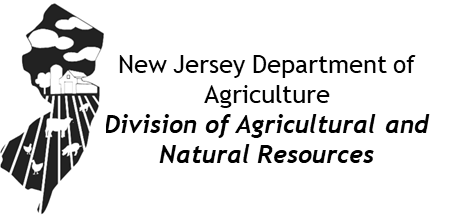 New Jersey Department of
Agriculture
Division of Agricultural and
Natural Resources